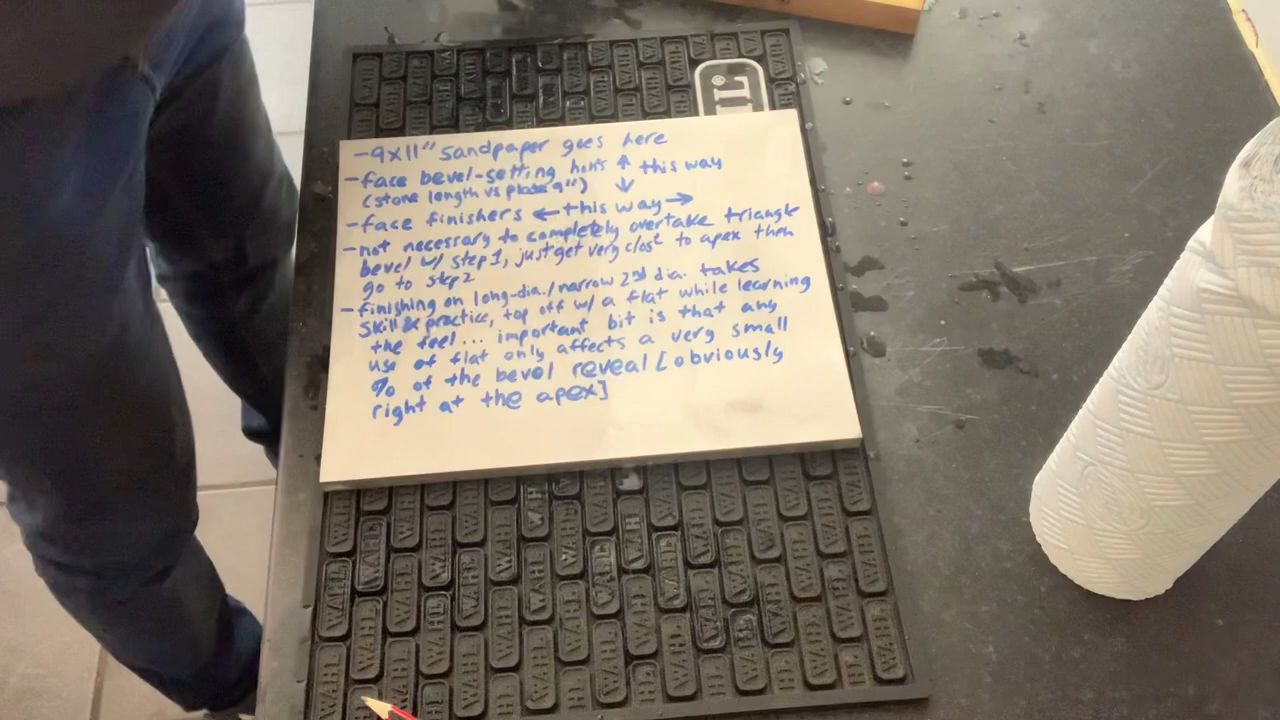 -9x11" sandpaper goes here
-face bevel-setting hones ↑ this way
(stone length vs plate 9") ↓
-face finishers ← this way →
-not necessary to completely overtake triangle
bevel w/ step 1, just get very close to apex then
go to step 2
-finishing on long-dia./narrow 2nd dia. takes
skill & practice, top off w/ a flat while learning
the feel... important bit is that any
use of flat only affects a very small
% of the bevel reveal [obviously
right at the apex]
WAHL